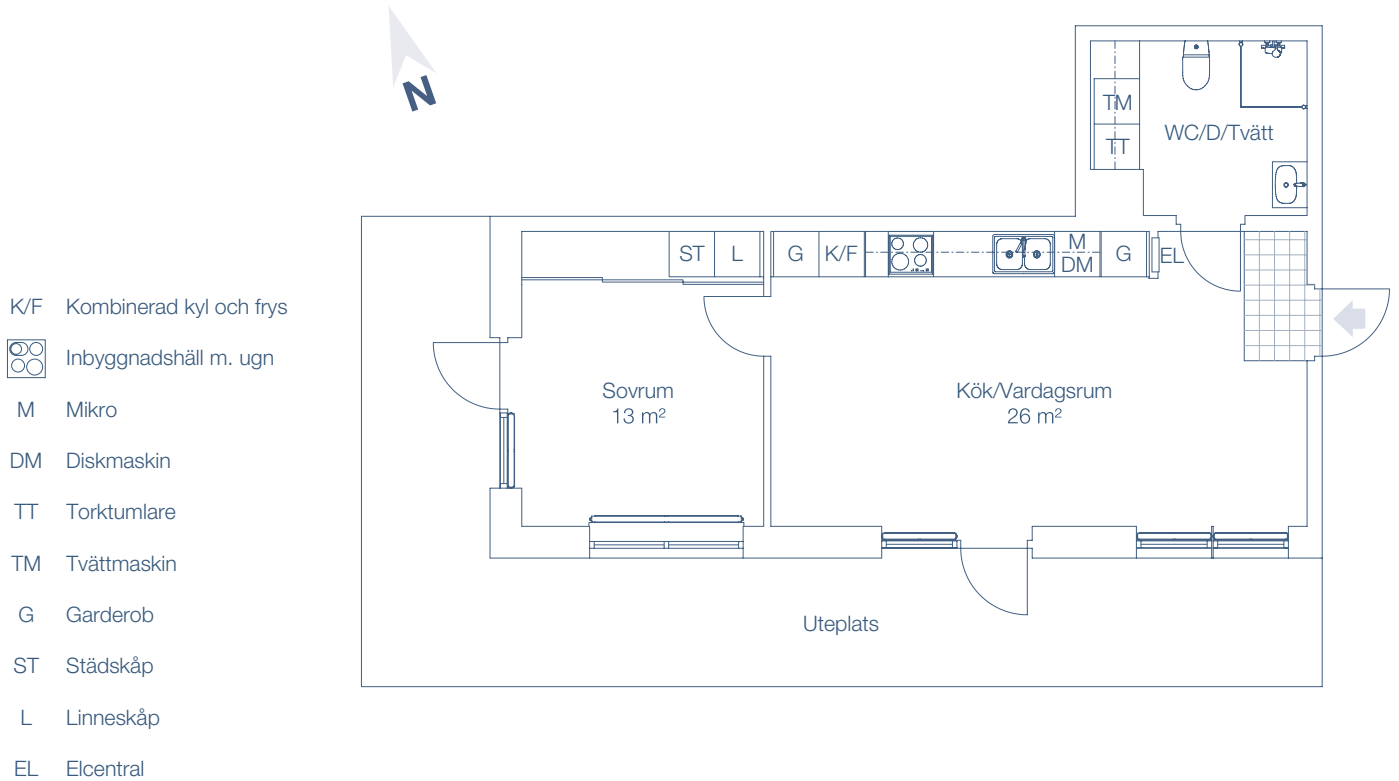 N
TM
TT
WC/D/Tvätt
ST L G K/F M DM G EL
Sovrum
13 m²
Kök/Vardagsrum
26 m²
Uteplats
K/F Kombinerad kyl och frys
Inbyggnadshäll m. ugn
M Mikro
DM Diskmaskin
TT Torktumlare
TM Tvättmaskin
G Garderob
ST Städskåp
L Linneskåp
EL Elcentral